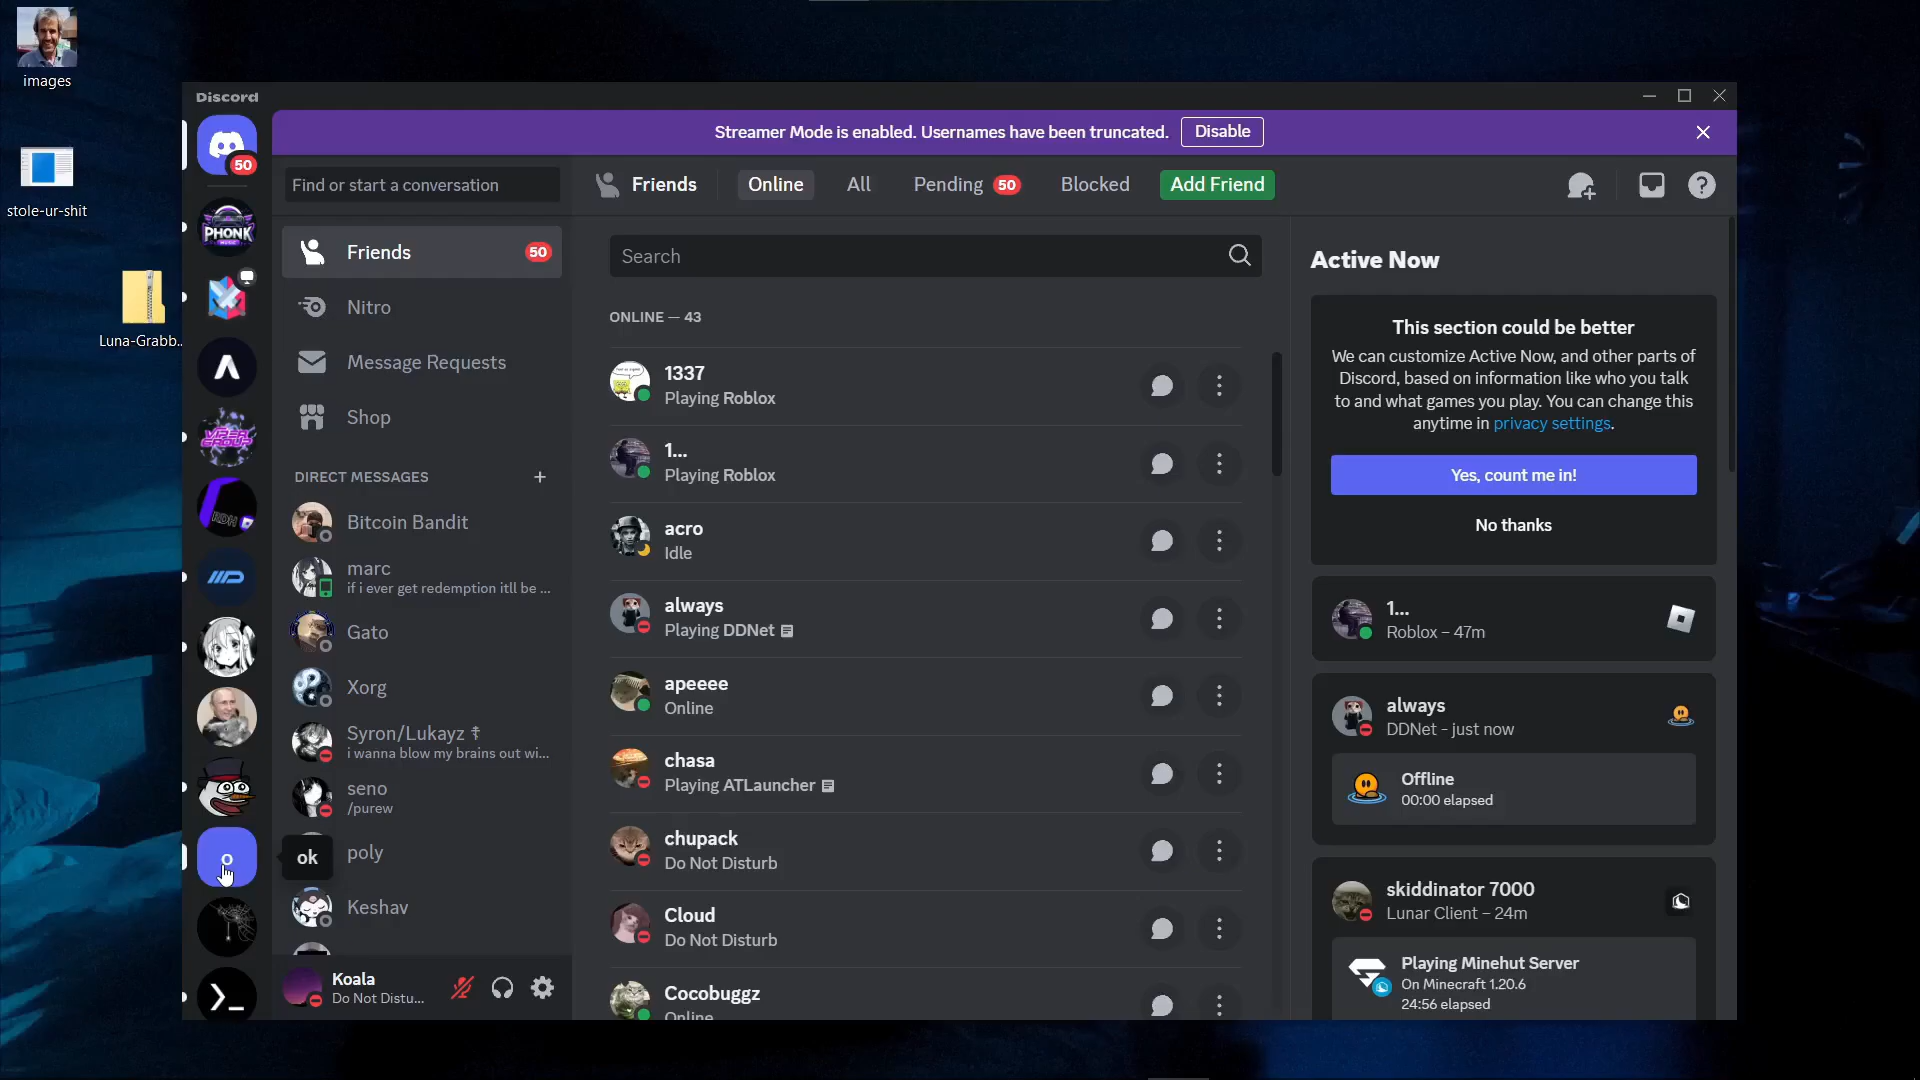 images
stole-ur-shit
Luna-Grabb...
Discord
Streamer Mode is enabled. Usernames have been truncated.
Disable
50
PHONK
MUSIC
VIPER
GROUP
RDH
o
ok
Find or start a conversation
Friends
50
Nitro
Message Requests
Shop
DIRECT MESSAGES
Bitcoin Bandit
marc
if i ever get redemption itll be ...
Gato
Xorg
Syron/Lukayz ☨
i wanna blow my brains out wi...
seno
/purew
poly
Keshav
Koala
Do Not Distu...
Friends
Online
All
Pending
50
Blocked
Add Friend
Search
ONLINE — 43
1337
Playing Roblox
1...
Playing Roblox
acro
Idle
always
Playing DDNet
apeeee
Online
chasa
Playing ATLauncher
chupack
Do Not Disturb
Cloud
Do Not Disturb
Cocobuggz
Online
Active Now
This section could be better
We can customize Active Now, and other parts of
Discord, based on information like who you talk
to and what games you play. You can change this
anytime in privacy settings.
Yes, count me in!
No thanks
1...
Roblox – 47m
always
DDNet - just now
Offline
00:00 elapsed
skiddinator 7000
Lunar Client – 24m
Playing Minehut Server
On Minecraft 1.20.6
24:56 elapsed